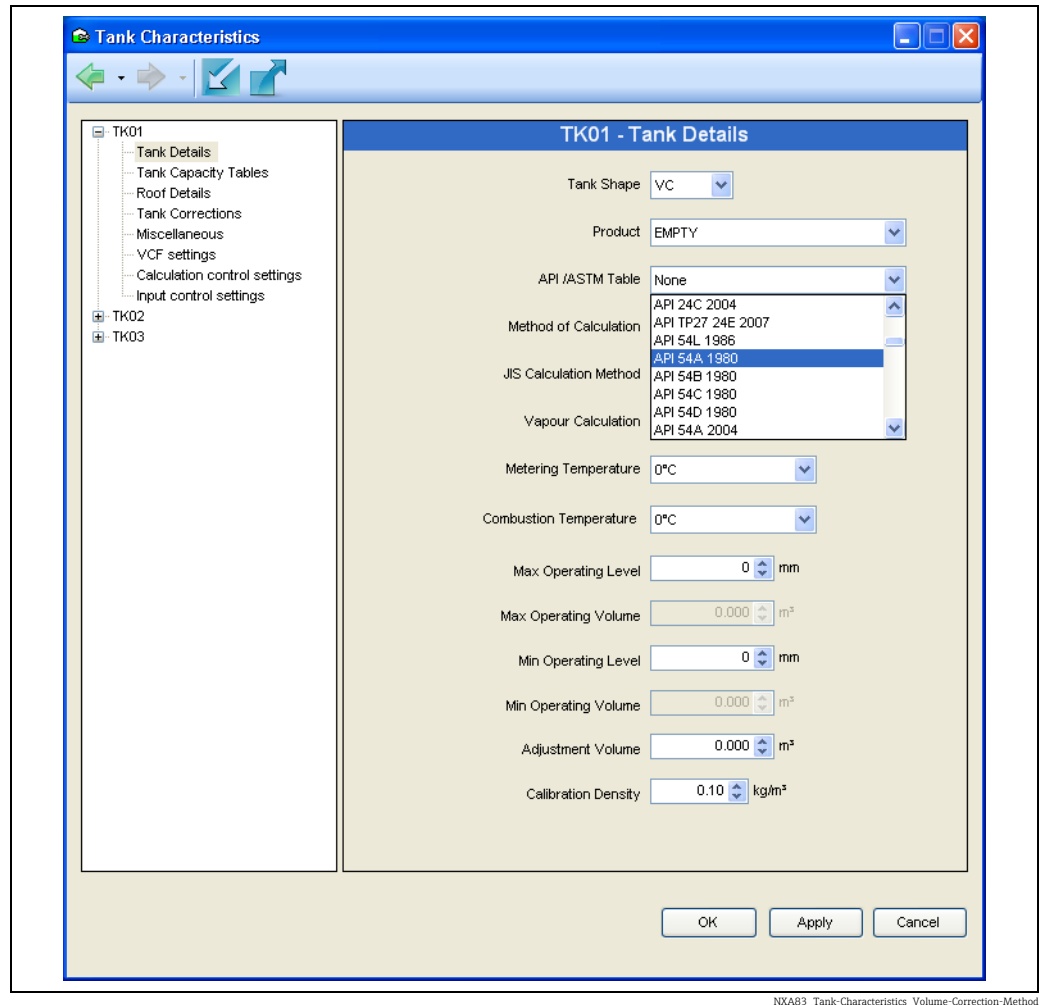 Tank Characteristics
TK01
Tank Details
Tank Capacity Tables
Roof Details
Tank Corrections
Miscellaneous
VCF settings
Calculation control settings
Input control settings
TK02
TK03
TK01 - Tank Details
Tank Shape VC
Product EMPTY
API /ASTM Table None
API 24C 2004
API TP27 24E 2007
API 54L 1986
API 54A 1980
API 54B 1980
API 54C 1980
API 54D 1980
API 54A 2004
Method of Calculation
JIS Calculation Method
Vapour Calculation
Metering Temperature 0°C
Combustion Temperature 0°C
Max Operating Level 0 mm
Max Operating Volume 0.000 m³
Min Operating Level 0 mm
Min Operating Volume 0.000 m³
Adjustment Volume 0.000 m³
Calibration Density 0.10 kg/m³
OK Apply Cancel
NXA83_Tank-Characteristics_Volume-Correction-Method